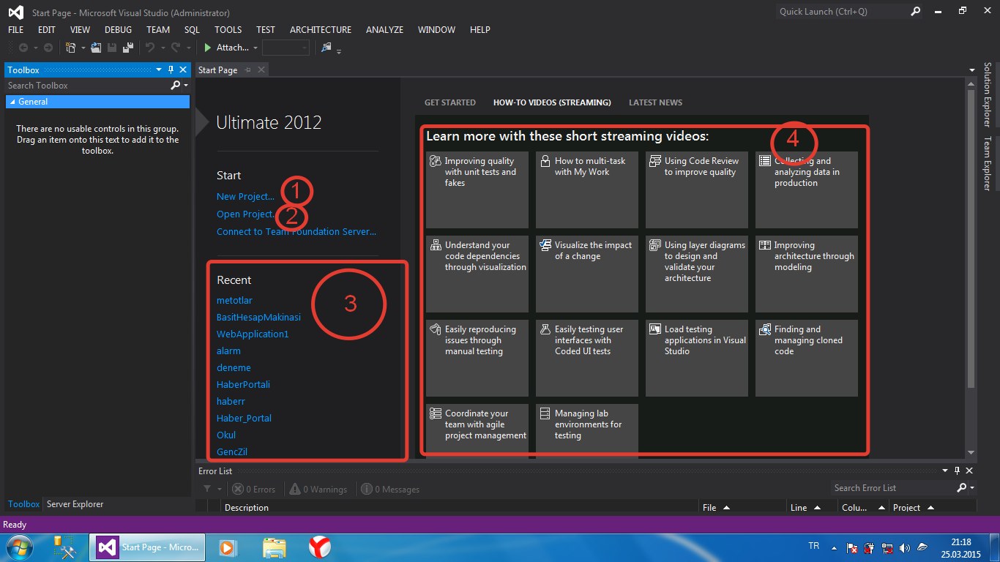 Start Page - Microsoft Visual Studio (Administrator)
Quick Launch (Ctrl+Q)
FILE EDIT VIEW DEBUG TEAM SQL TOOLS TEST ARCHITECTURE ANALYZE WINDOW HELP
Attach...
Toolbox
Search Toolbox
General
There are no usable controls in this group.
Drag an item onto this text to add it to the
toolbox.
Toolbox
Server Explorer
Start Page
Ultimate 2012
Start
New Project...
1
Open Project...
2
Connect to Team Foundation Server...
Recent
3
metotlar
BasitHesapMakinasi
WebApplication1
alarm
deneme
HaberPortali
haberr
Haber_Portal
Okul
GencZil
GET STARTED
HOW-TO VIDEOS (STREAMING)
LATEST NEWS
Learn more with these short streaming videos:
4
Improving quality
with unit tests and
fakes
How to multi-task
with My Work
Using Code Review
to improve quality
Collecting and
analyzing data in
production
Understand your
code dependencies
through visualization
Visualize the impact
of a change
Using layer diagrams
to design and
validate your
architecture
Improving
architecture through
modeling
Easily reproducing
issues through
manual testing
Easily testing user
interfaces with
Coded UI tests
Load testing
applications in Visual
Studio
Finding and
managing cloned
code
Coordinate your
team with agile
project management
Managing lab
environments for
testing
Solution Explorer
Team Explorer
Error List
0 Errors
0 Warnings
0 Messages
Search Error List
Description File Line Colu... Project
Ready
Start Page - Micro...
TR
21:18
25.03.2015